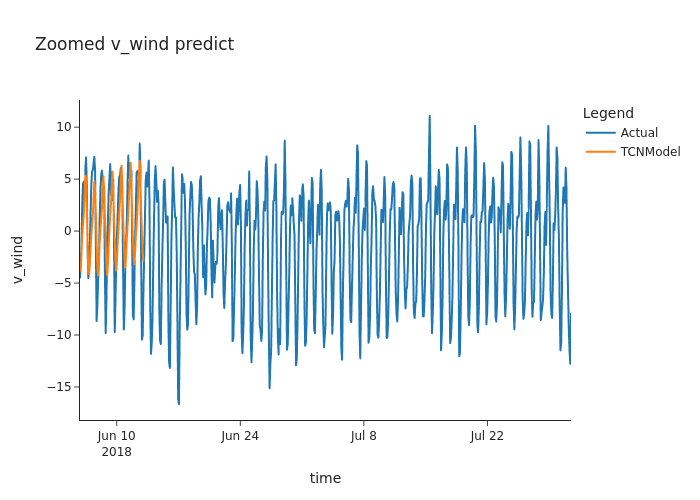 Zoomed v_wind predict
Legend
Actual
TCNModel
10
5
0
−5
−10
−15
v_wind
Jun 10
2018
Jun 24
Jul 8
Jul 22
time